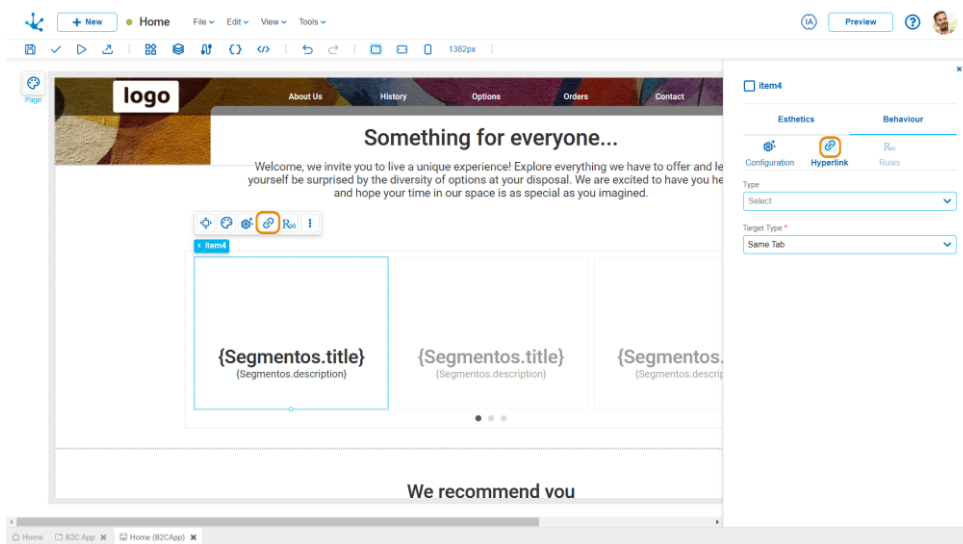 + New
Home
File
Edit
View
Tools
IA
Preview
?
1382px
Page
logo
About Us
History
Options
Orders
Contact
Something for everyone...
Welcome, we invite you to live a unique experience! Explore everything we have to offer and le
yourself be surprised by the diversity of options at your disposal. We are excited to have you he
and hope your time in our space is as special as you imagined.
R(x)
item4
{Segmentos.title}
{Segmentos.description}
{Segmentos.title}
{Segmentos.description}
{Segmentos.
{Segmentos.descrip
We recommend you
item4
Esthetics
Behaviour
Configuration
Hyperlink
R(x)
Rules
Type
Select
Target Type *
Same Tab
Home
B2C App
Home (B2CApp)